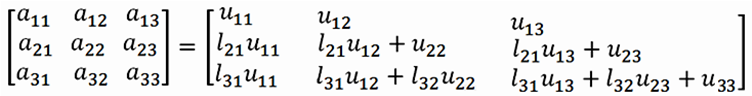 [a₁₁ a₁₂ a₁₃] [u₁₁ u₁₂ u₁₃]
[a₂₁ a₂₂ a₂₃] = [l₂₁u₁₁ l₂₁u₁₂ + u₂₂ l₂₁u₁₃ + u₂₃]
[a₃₁ a₃₂ a₃₃] [l₃₁u₁₁ l₃₁u₁₂ + l₃₂u₂₂ l₃₁u₁₃ + l₃₂u₂₃ + u₃₃]